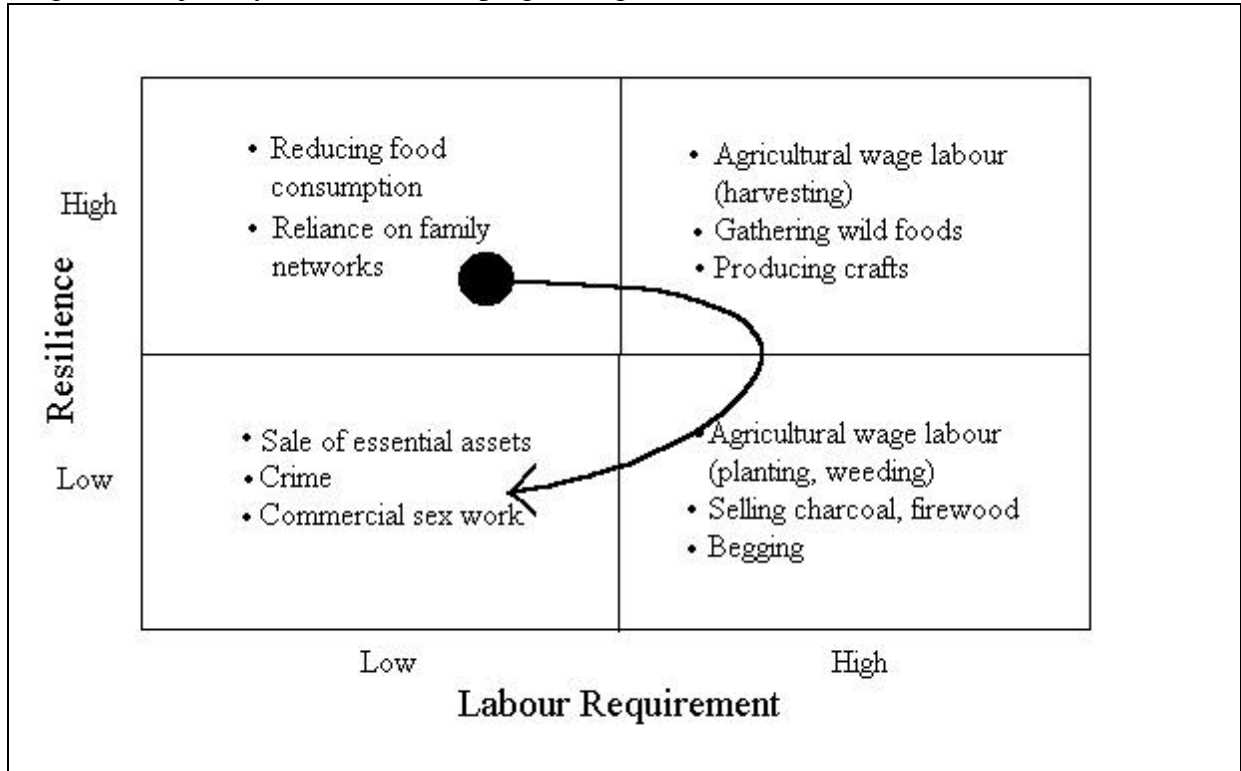 • Reducing food
consumption
• Reliance on family
networks
• Agricultural wage labour
(harvesting)
• Gathering wild foods
• Producing crafts
High
Resilience
• Sale of essential assets
• Crime
• Commercial sex work
• Agricultural wage labour
(planting, weeding)
• Selling charcoal, firewood
• Begging
Low
Low
High
Labour Requirement